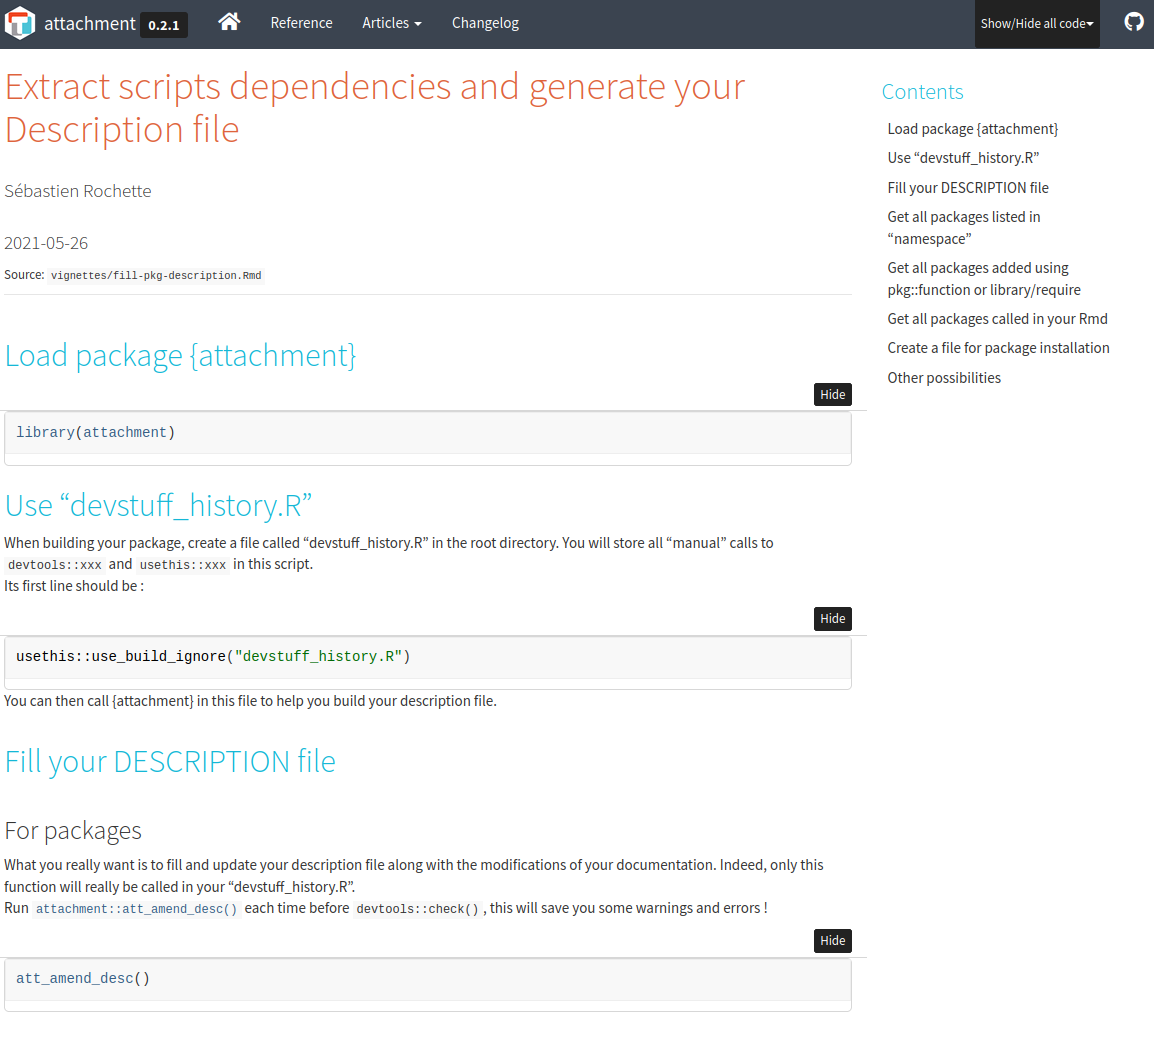 attachment 0.2.1 Reference Articles Changelog Show/Hide all code
Extract scripts dependencies and generate your
Description file
Sébastien Rochette
2021-05-26
Source: vignettes/fill-pkg-description.Rmd
Load package {attachment}
Hide
library(attachment)
Use “devstuff_history.R”
When building your package, create a file called “devstuff_history.R” in the root directory. You will store all “manual” calls to
devtools::xxx and usethis::xxx in this script.
Its first line should be :
Hide
usethis::use_build_ignore("devstuff_history.R")
You can then call {attachment} in this file to help you build your description file.
Fill your DESCRIPTION file
For packages
What you really want is to fill and update your description file along with the modifications of your documentation. Indeed, only this
function will really be called in your “devstuff_history.R”.
Run attachment::att_amend_desc() each time before devtools::check() , this will save you some warnings and errors !
Hide
att_amend_desc()
Contents
Load package {attachment}
Use “devstuff_history.R”
Fill your DESCRIPTION file
Get all packages listed in
“namespace”
Get all packages added using
pkg::function or library/require
Get all packages called in your Rmd
Create a file for package installation
Other possibilities